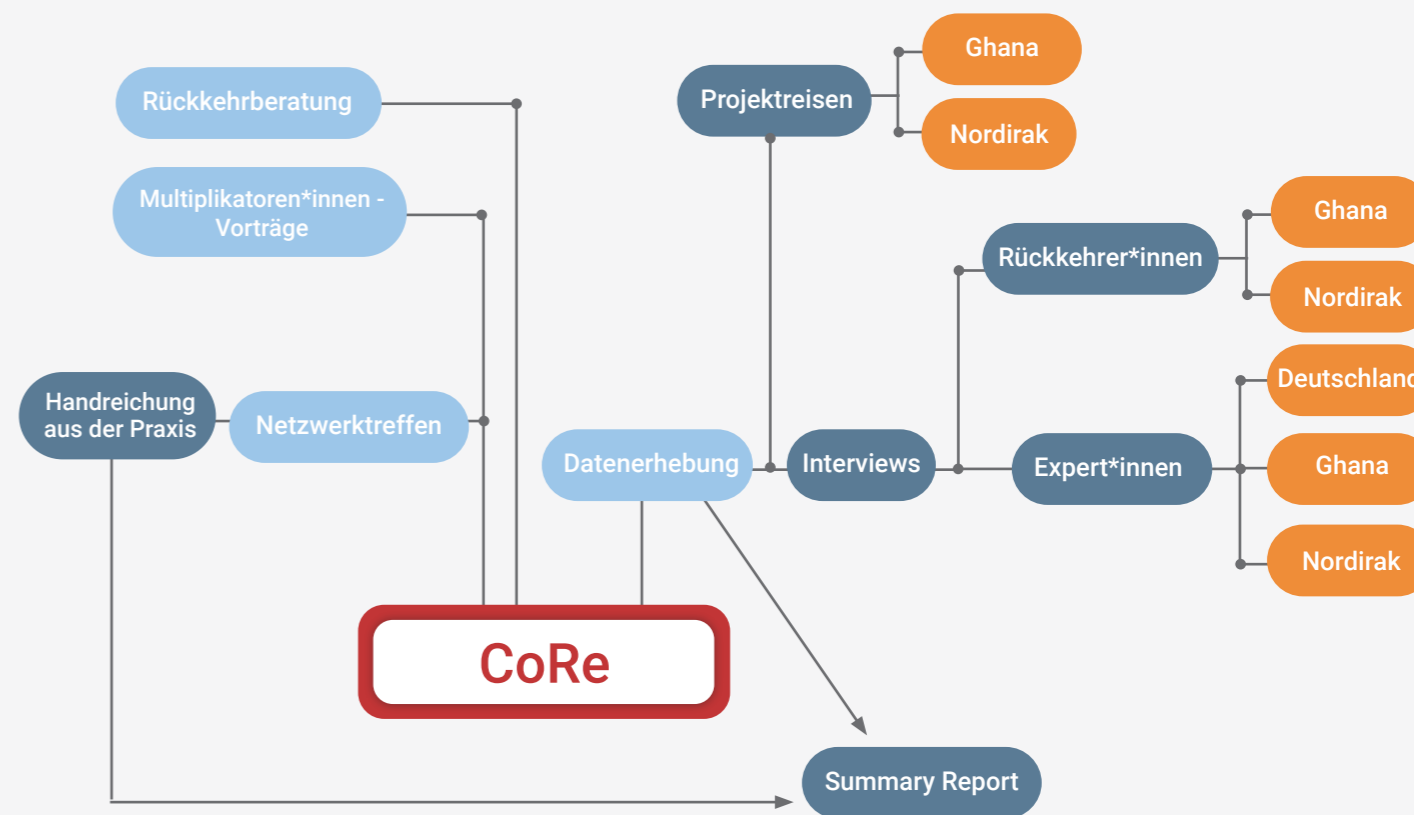 Ghana
Rückkehrberatung
Projektreisen
Nordirak
Multiplikatoren*innen -
Vorträge
Ghana
Rückkehrer*innen
Nordirak
Deutschland
Handreichung
aus der Praxis
Netzwerktreffen
Datenerhebung
Interviews
Expert*innen
Ghana
Nordirak
CoRe
Summary Report